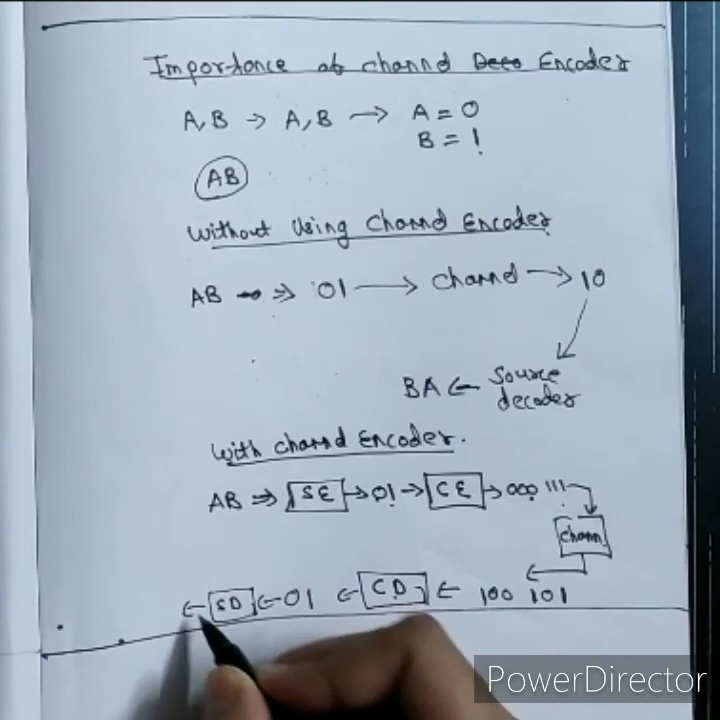 Importance of channel Encoder
A,B → A,B → A = 0
B = 1
AB
Without Using Channel Encoder
AB → 01 → channel → 10
BA ← Source
decoder
With channel Encoder.
AB ⇒ SE → 01 → CE → 000 111
chann.
← SD ← 01 ← CD ← 100 101
PowerDirector